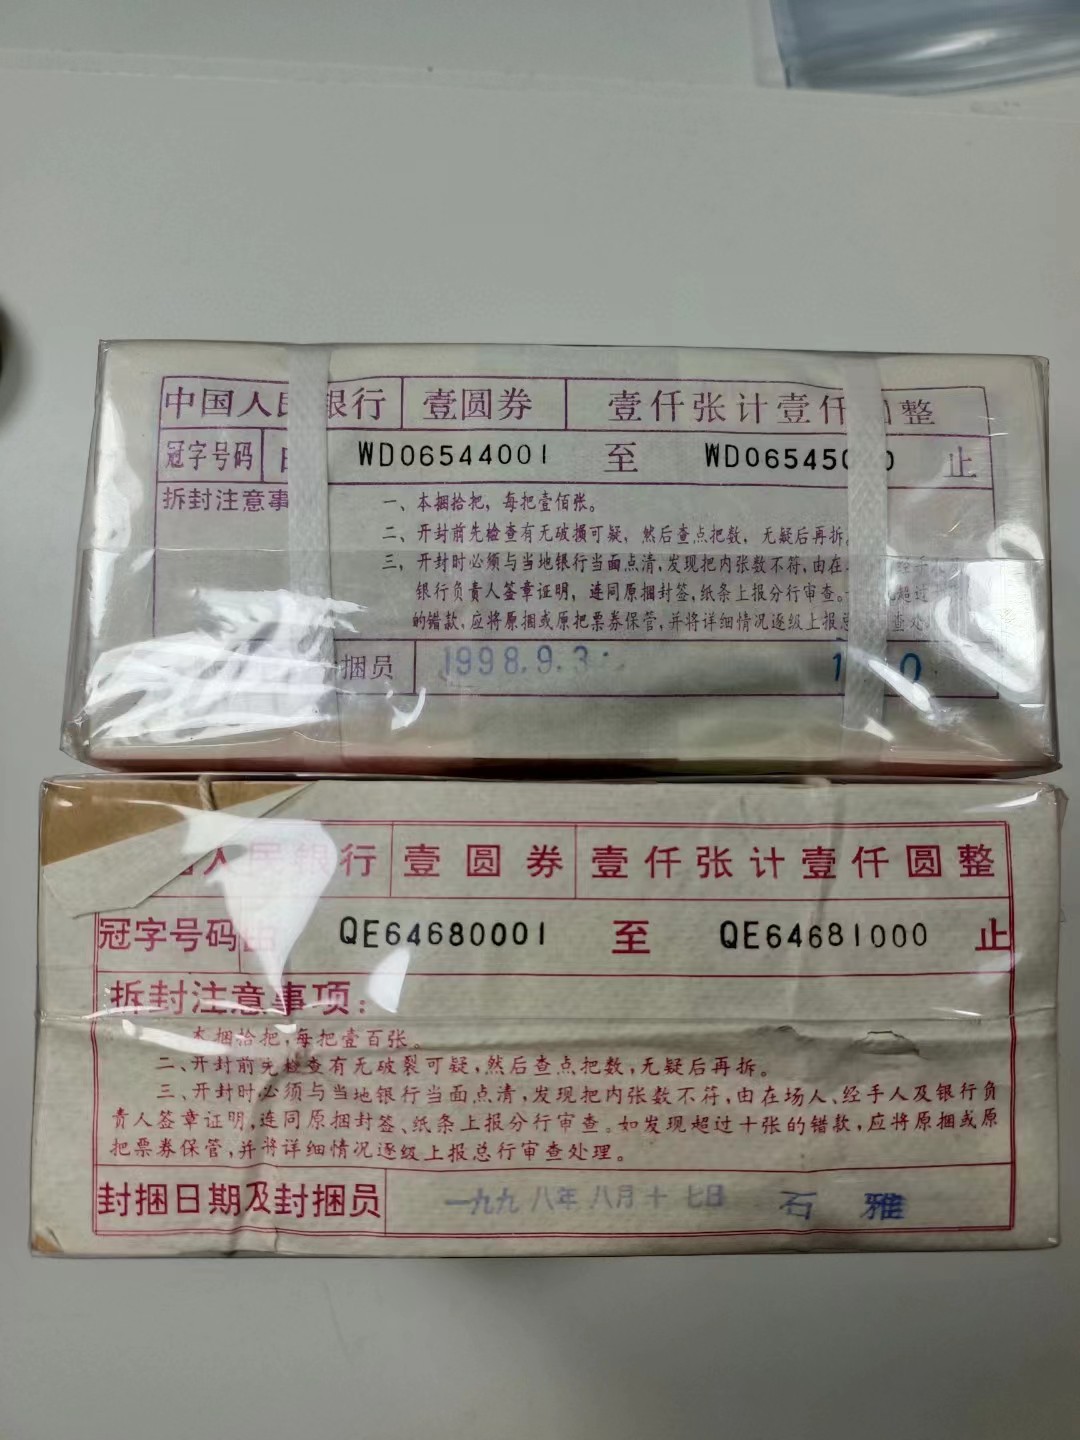 中国人民银行 壹圆券 壹仟张计壹仟圆整
冠字号码 由 WD06544001 至 WD06545 0 止
拆封注意事
一、本捆拾把，每把壹佰张。
二、开封前先检查有无破损可疑，然后查点把数，无疑后再拆
三、开封时必须与当地银行当面点清，发现把内张数不符，由在
银行负责人签章证明，连同原捆封签，纸条上报分行审查。 超过
的错款，应将原捆或原把票券保管，并将详细情况逐级上报总 查处
捆员 1998.9.3 1 0
人民银行 壹圆券 壹仟张计壹仟圆整
冠字号码由 QE64680001 至 QE64681000 止
拆封注意事项：
本捆拾把，每把壹百张。
二、开封前先检查有无破裂可疑，然后查点把数，无疑后再拆。
三、开封时必须与当地银行当面点清，发现把内张数不符，由在场人、经手人及银行负
责人签章证明，连同原捆封签、纸条上报分行审查。如发现超过十张的错款，应将原捆或原
把票券保管，并将详细情况逐级上报总行审查处理。
封捆日期及封捆员 一九九八年八月十七日 石雅